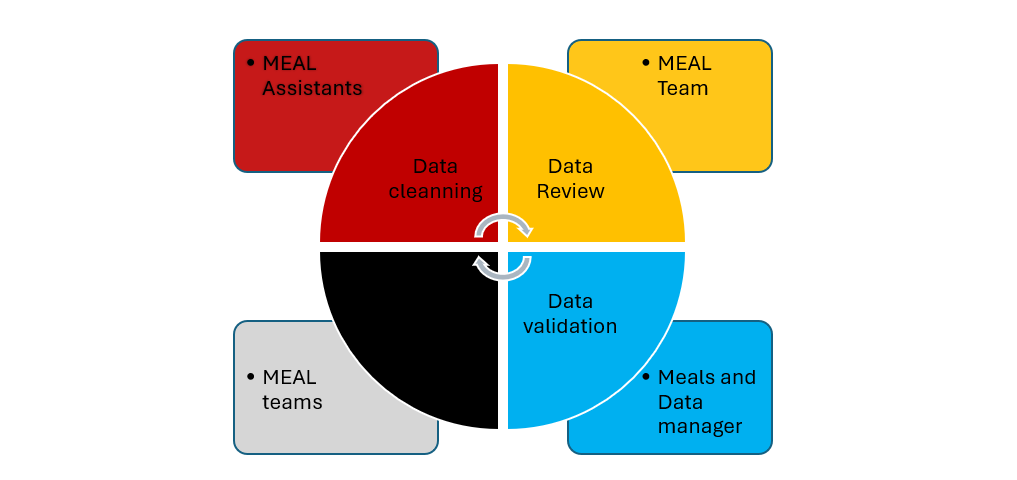 • MEAL
Assistants
• MEAL
Team
Data
cleanning
Data
Review
Data
validation
• MEAL
teams
• Meals and
Data
manager